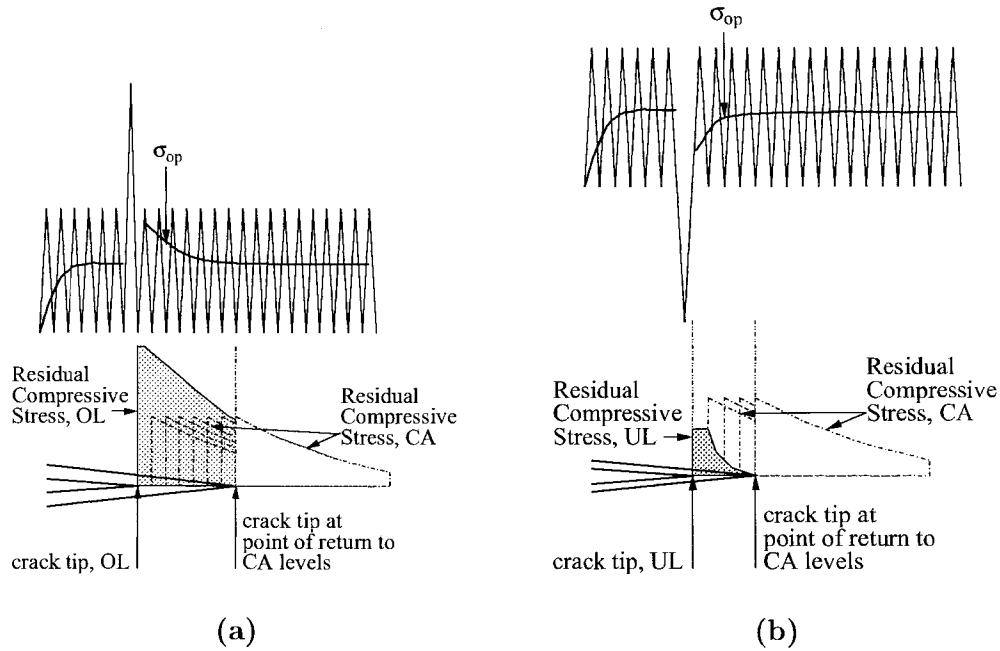 σop
Residual
Compressive
Stress, OL
Residual
Compressive
Stress, CA
crack tip, OL
crack tip at
point of return to
CA levels
(a)
σop
Residual
Compressive
Stress, UL
Residual
Compressive
Stress, CA
crack tip, UL
crack tip at
point of return to
CA levels
(b)